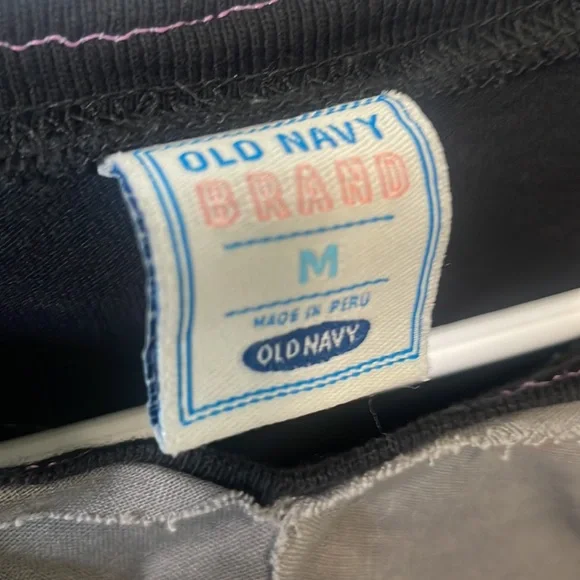 OLD NAVY
BRAND
M
MADE IN PERU
OLD NAVY